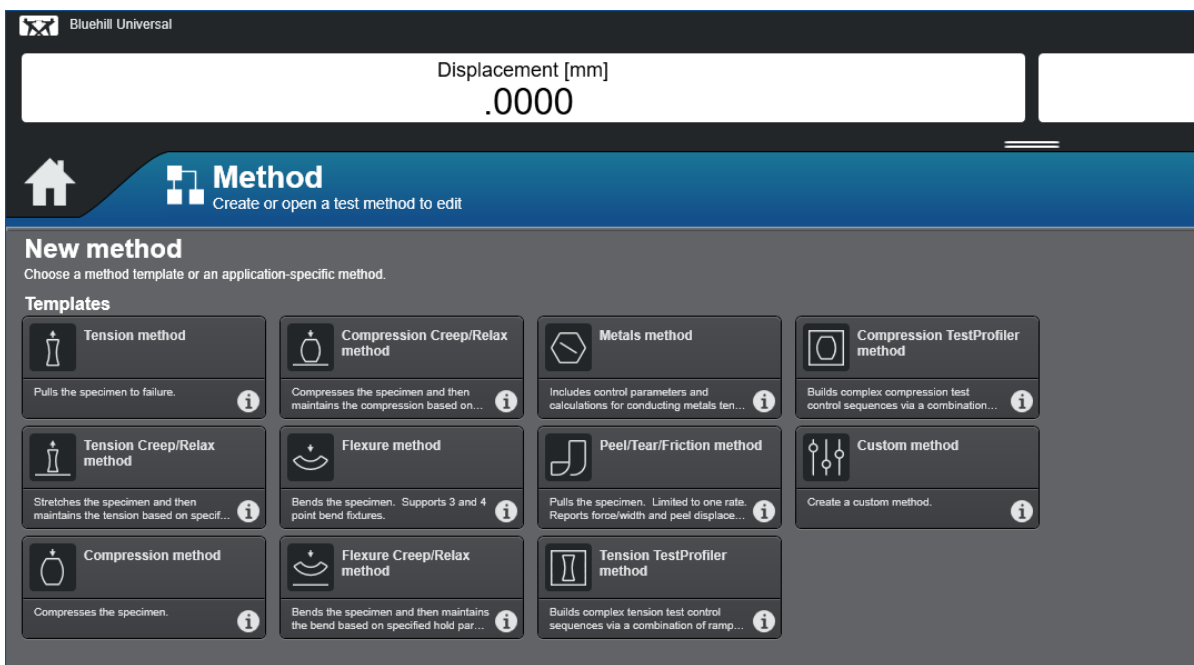 Bluehill Universal
Displacement [mm]
.0000
Method
Create or open a test method to edit
New method
Choose a method template or an application-specific method.
Templates
Tension method
Pulls the specimen to failure.
Compression Creep/Relax
method
Compresses the specimen and then
maintains the compression based on...
Metals method
Includes control parameters and
calculations for conducting metals ten...
Compression TestProfiler
method
Builds complex compression test
control sequences via a combination...
Tension Creep/Relax
method
Stretches the specimen and then
maintains the tension based on specif...
Flexure method
Bends the specimen. Supports 3 and 4
point bend fixtures.
Peel/Tear/Friction method
Pulls the specimen. Limited to one rate.
Reports force/width and peel displace...
Custom method
Create a custom method.
Compression method
Compresses the specimen.
Flexure Creep/Relax
method
Bends the specimen and then maintains
the bend based on specified hold par...
Tension TestProfiler
method
Builds complex tension test control
sequences via a combination of ramp...